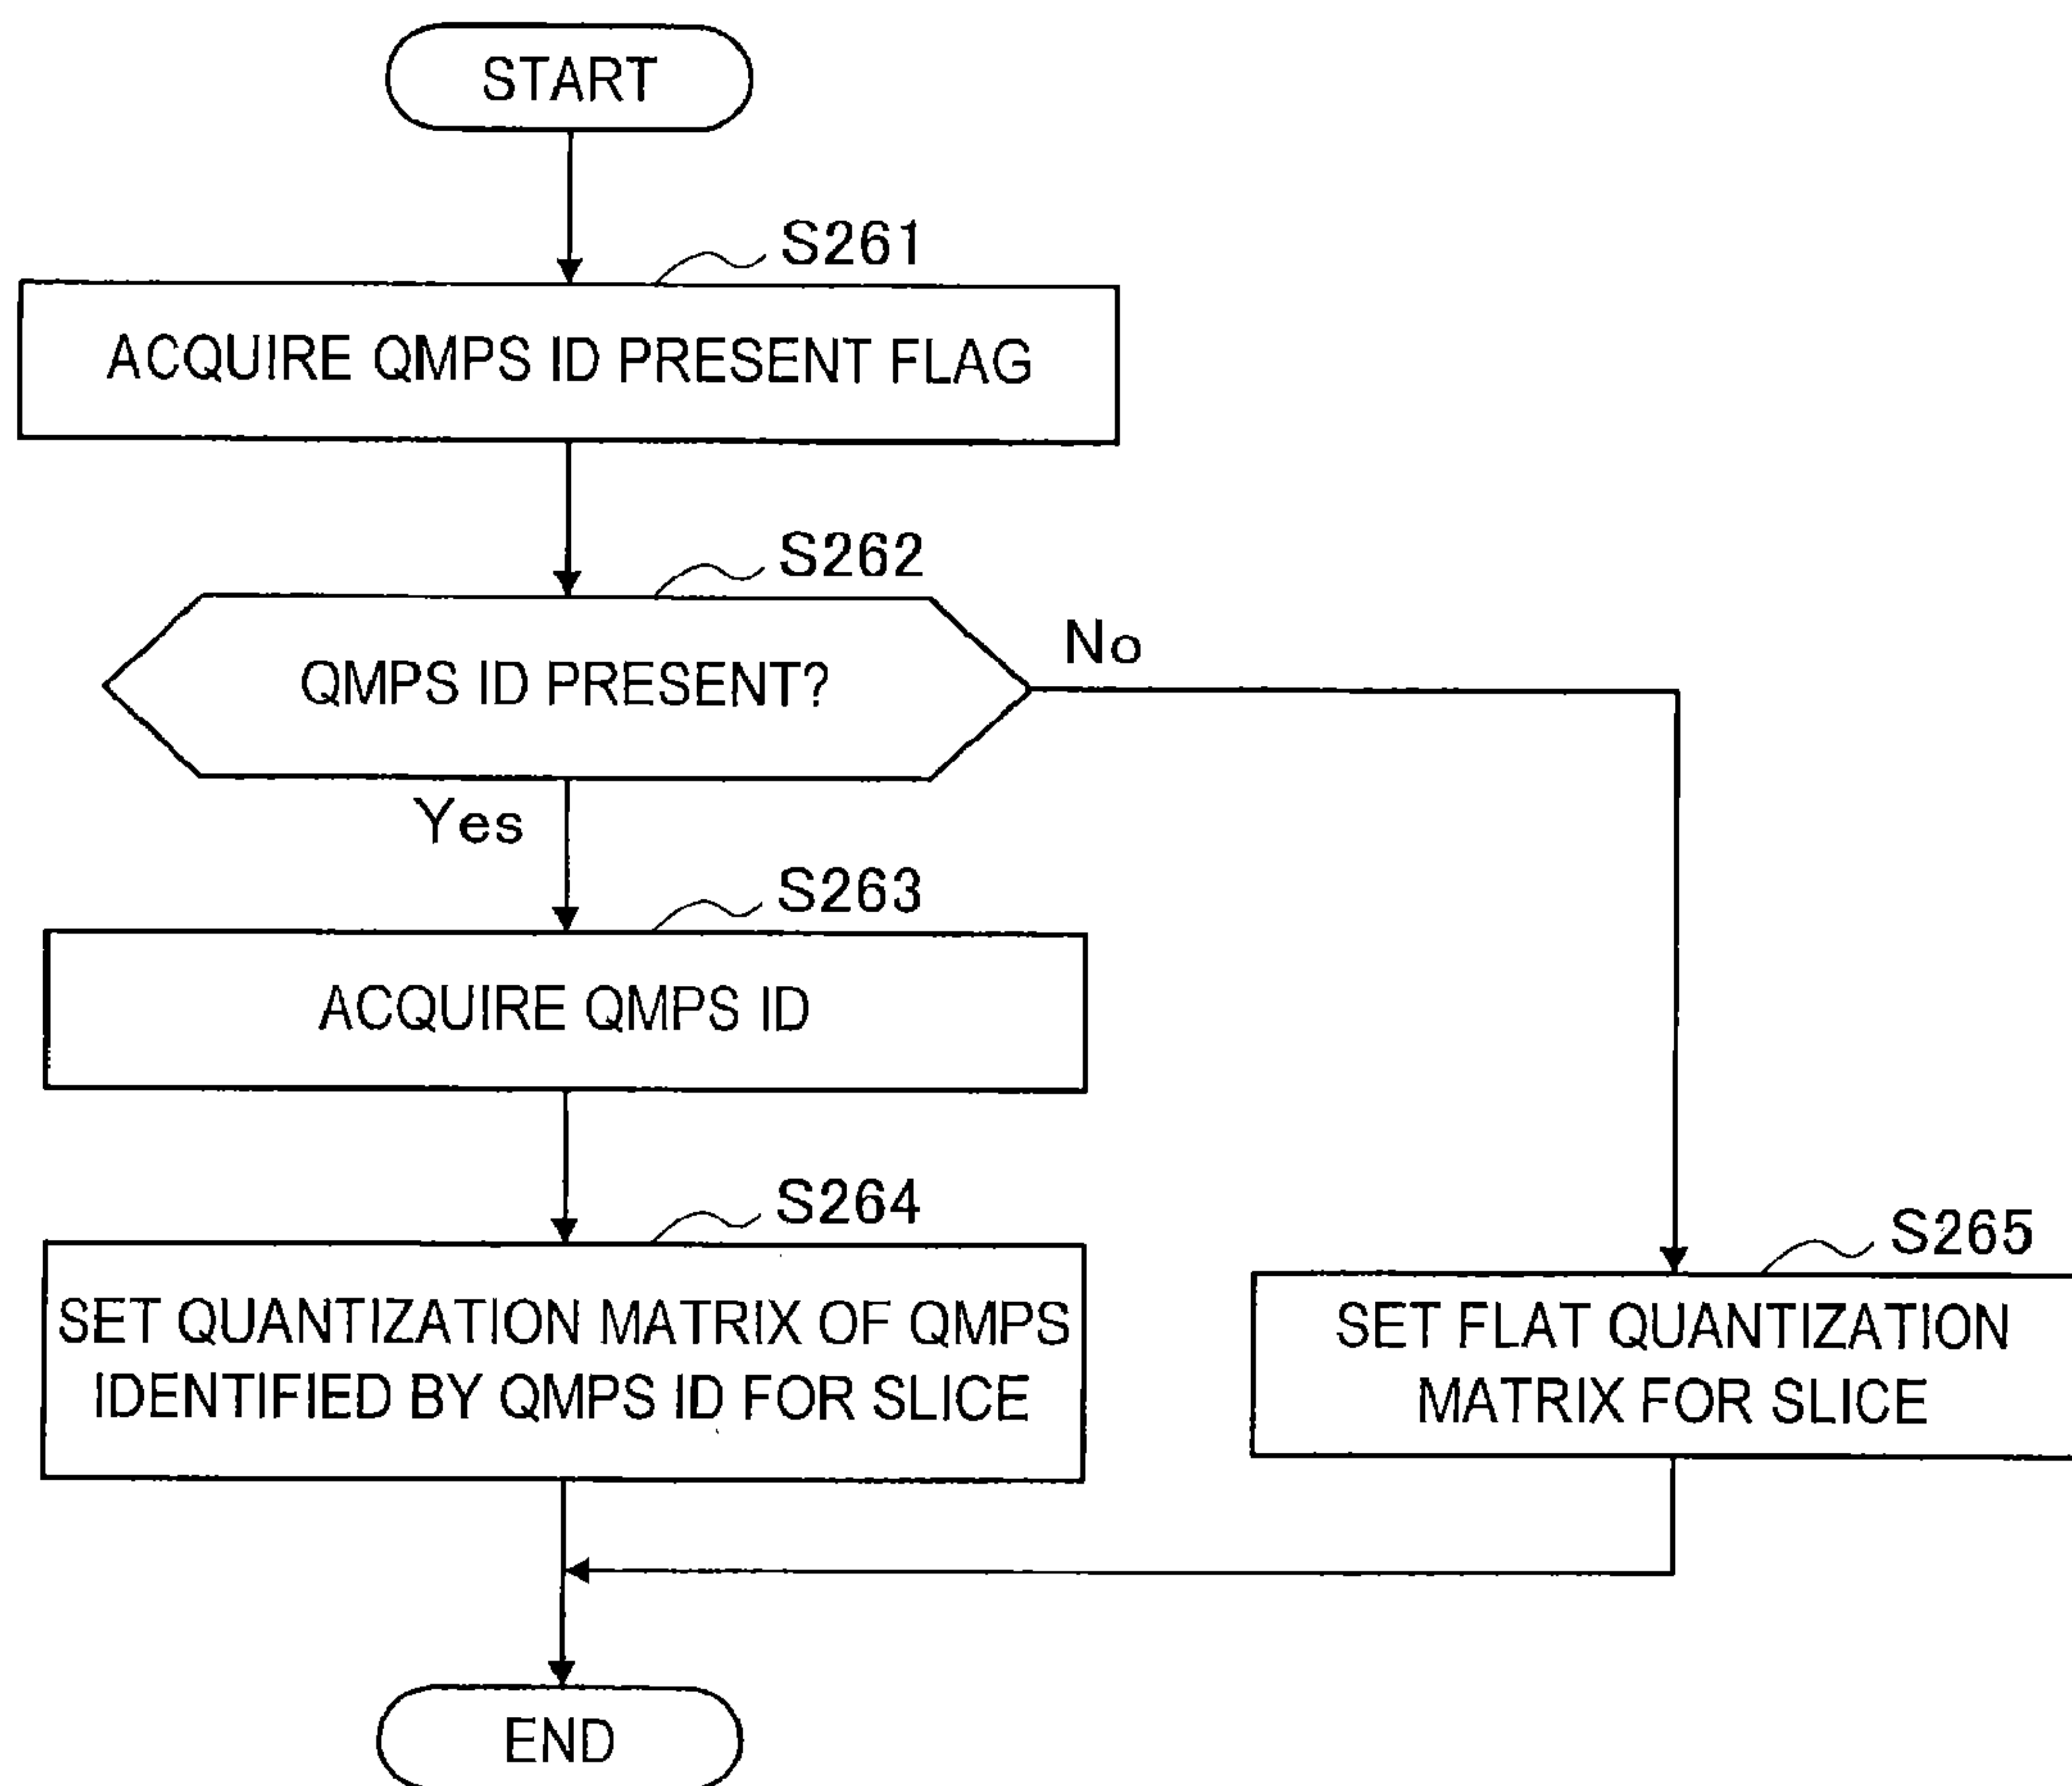 START
S261
ACQUIRE QMPS ID PRESENT FLAG
S262
QMPS ID PRESENT?
No
Yes
S263
ACQUIRE QMPS ID
S264
SET QUANTIZATION MATRIX OF QMPS
IDENTIFIED BY QMPS ID FOR SLICE
S265
SET FLAT QUANTIZATION
MATRIX FOR SLICE
END